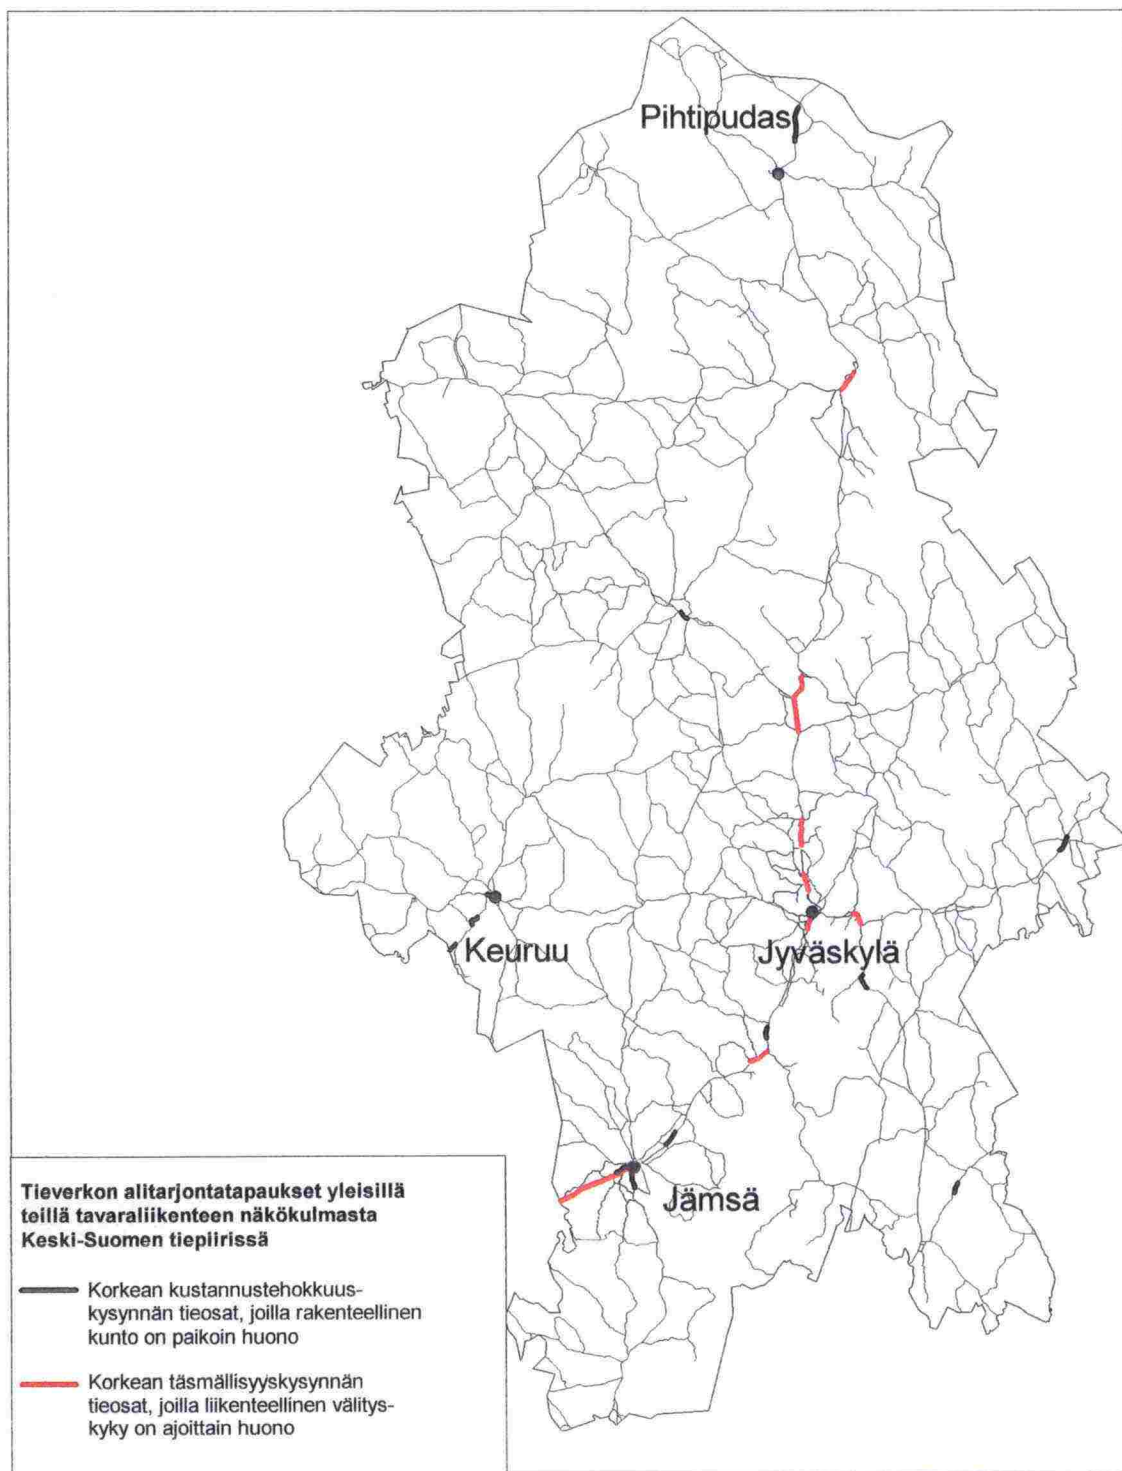 Pihtipudas
Keuruu
Jyväskylä
Jämsä
Tieverkon alitarjontatapaukset yleisillä
teillä tavaraliikenteen näkökulmasta
Keski-Suomen tiepiirissä
Korkean kustannustehokkuus-
kysynnän tieosat, joilla rakenteellinen
kunto on paikoin huono
Korkean täsmällisyyskysynnän
tieosat, joilla liikenteellinen välitys-
kyky on ajoittain huono